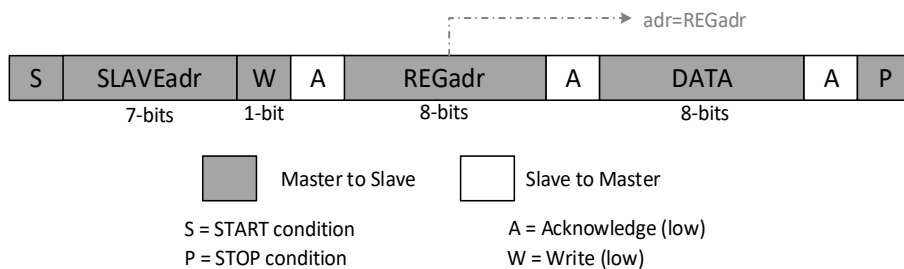 adr=REGadr
S SLAVEadr W A REGadr A DATA A P
7-bits 1-bit 8-bits 8-bits
Master to Slave Slave to Master
S = START condition A = Acknowledge (low)
P = STOP condition W = Write (low)